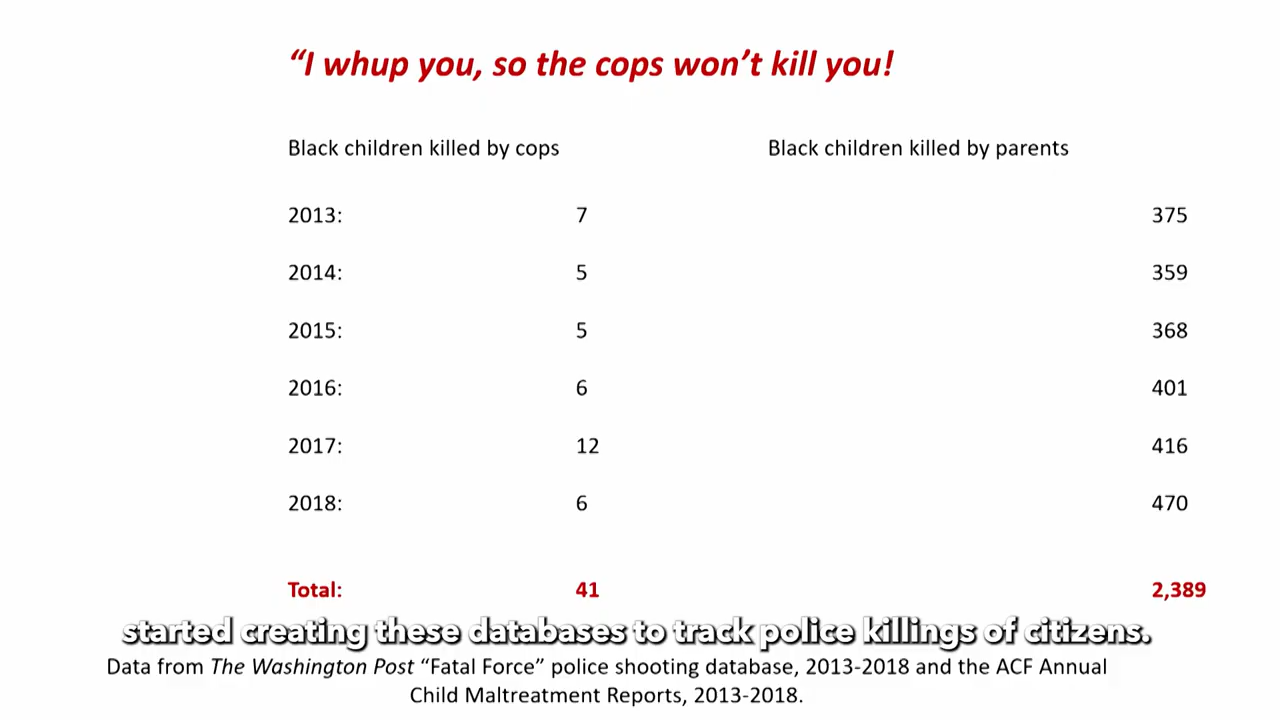 “I whup you, so the cops won’t kill you!
Black children killed by cops Black children killed by parents
2013: 7 375
2014: 5 359
2015: 5 368
2016: 6 401
2017: 12 416
2018: 6 470
Total: 41 2,389
started creating these databases to track police killings of citizens.
Data from The Washington Post “Fatal Force” police shooting database, 2013-2018 and the ACF Annual
Child Maltreatment Reports, 2013-2018.